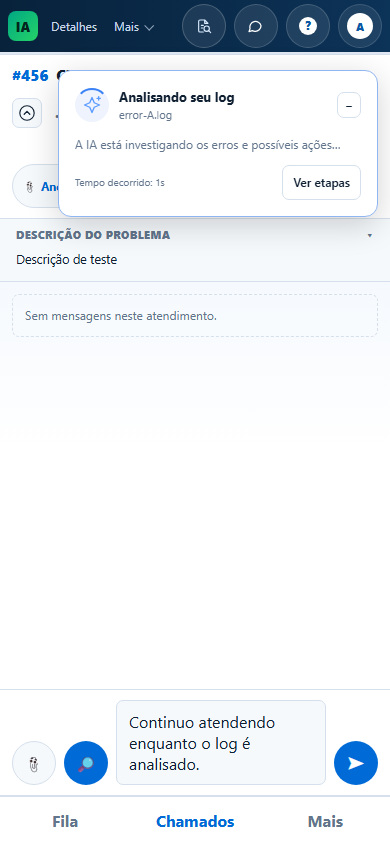 IA Detalhes Mais ? A
#456
Analisando seu log
error-A.log
A IA está investigando os erros e possíveis ações...
Tempo decorrido: 1s
Ver etapas
DESCRIÇÃO DO PROBLEMA
Descrição de teste
Sem mensagens neste atendimento.
Continuo atendendo
enquanto o log é
analisado.
Fila Chamados Mais